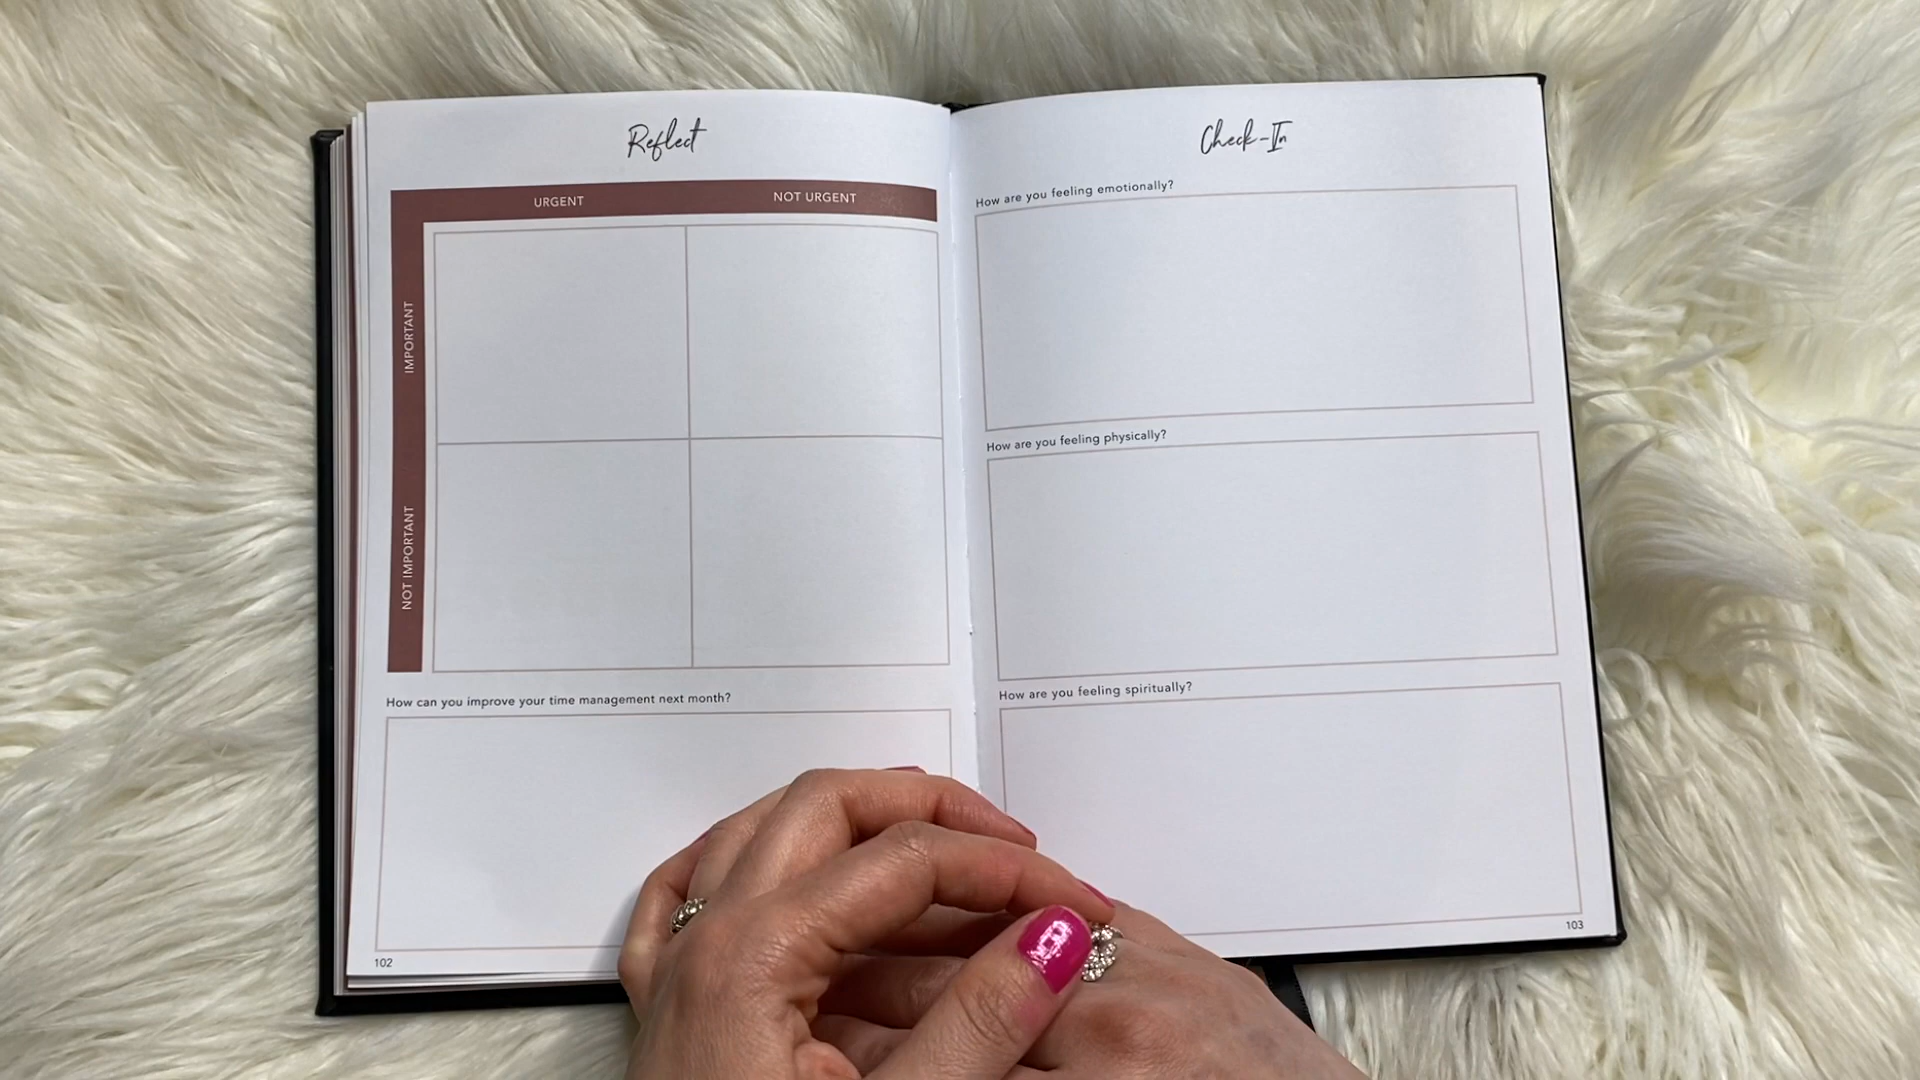 Reflect
URGENT
NOT URGENT
IMPORTANT
NOT IMPORTANT
How can you improve your time management next month?
102
Check-In
How are you feeling emotionally?
How are you feeling physically?
How are you feeling spiritually?
103